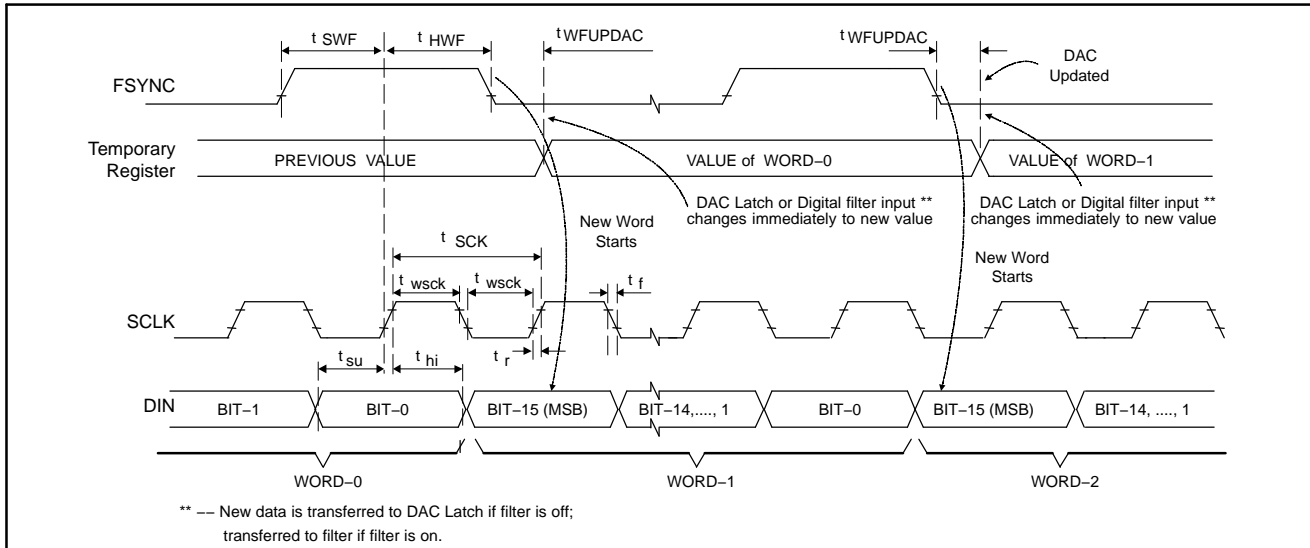 t SWF
t HWF
t WFUPDAC
t WFUPDAC
DAC
Updated
FSYNC
Temporary
Register
PREVIOUS VALUE
VALUE of WORD–0
VALUE of WORD–1
DAC Latch or Digital filter input **
changes immediately to new value
DAC Latch or Digital filter input **
changes immediately to new value
New Word
Starts
New Word
Starts
t SCK
t wsck
t wsck
t f
SCLK
t su
t hi
t r
DIN
BIT–1
BIT–0
BIT–15 (MSB)
BIT–14,...., 1
BIT–0
BIT–15 (MSB)
BIT–14, ...., 1
WORD–0
WORD–1
WORD–2
** –– New data is transferred to DAC Latch if filter is off;
transferred to filter if filter is on.